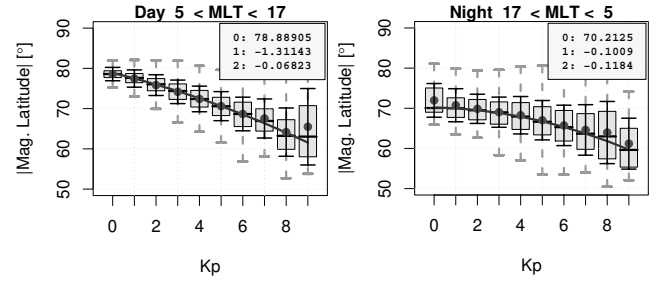 Day 5 < MLT < 17
0: 78.88905
1: -1.31143
2: -0.06823
|Mag. Latitude| [°]
90
80
70
60
50
0 2 4 6 8
Kp
Night 17 < MLT < 5
0: 70.2125
1: -0.1009
2: -0.1184
|Mag. Latitude| [°]
90
80
70
60
50
0 2 4 6 8
Kp